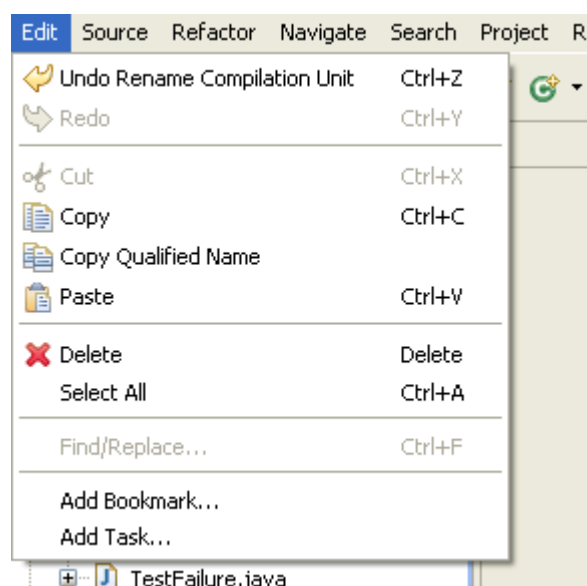 Edit Source Refactor Navigate Search Project R
Undo Rename Compilation Unit Ctrl+Z
Redo Ctrl+Y
Cut Ctrl+X
Copy Ctrl+C
Copy Qualified Name
Paste Ctrl+V
Delete Delete
Select All Ctrl+A
Find/Replace... Ctrl+F
Add Bookmark...
Add Task...
J TestFailure.java